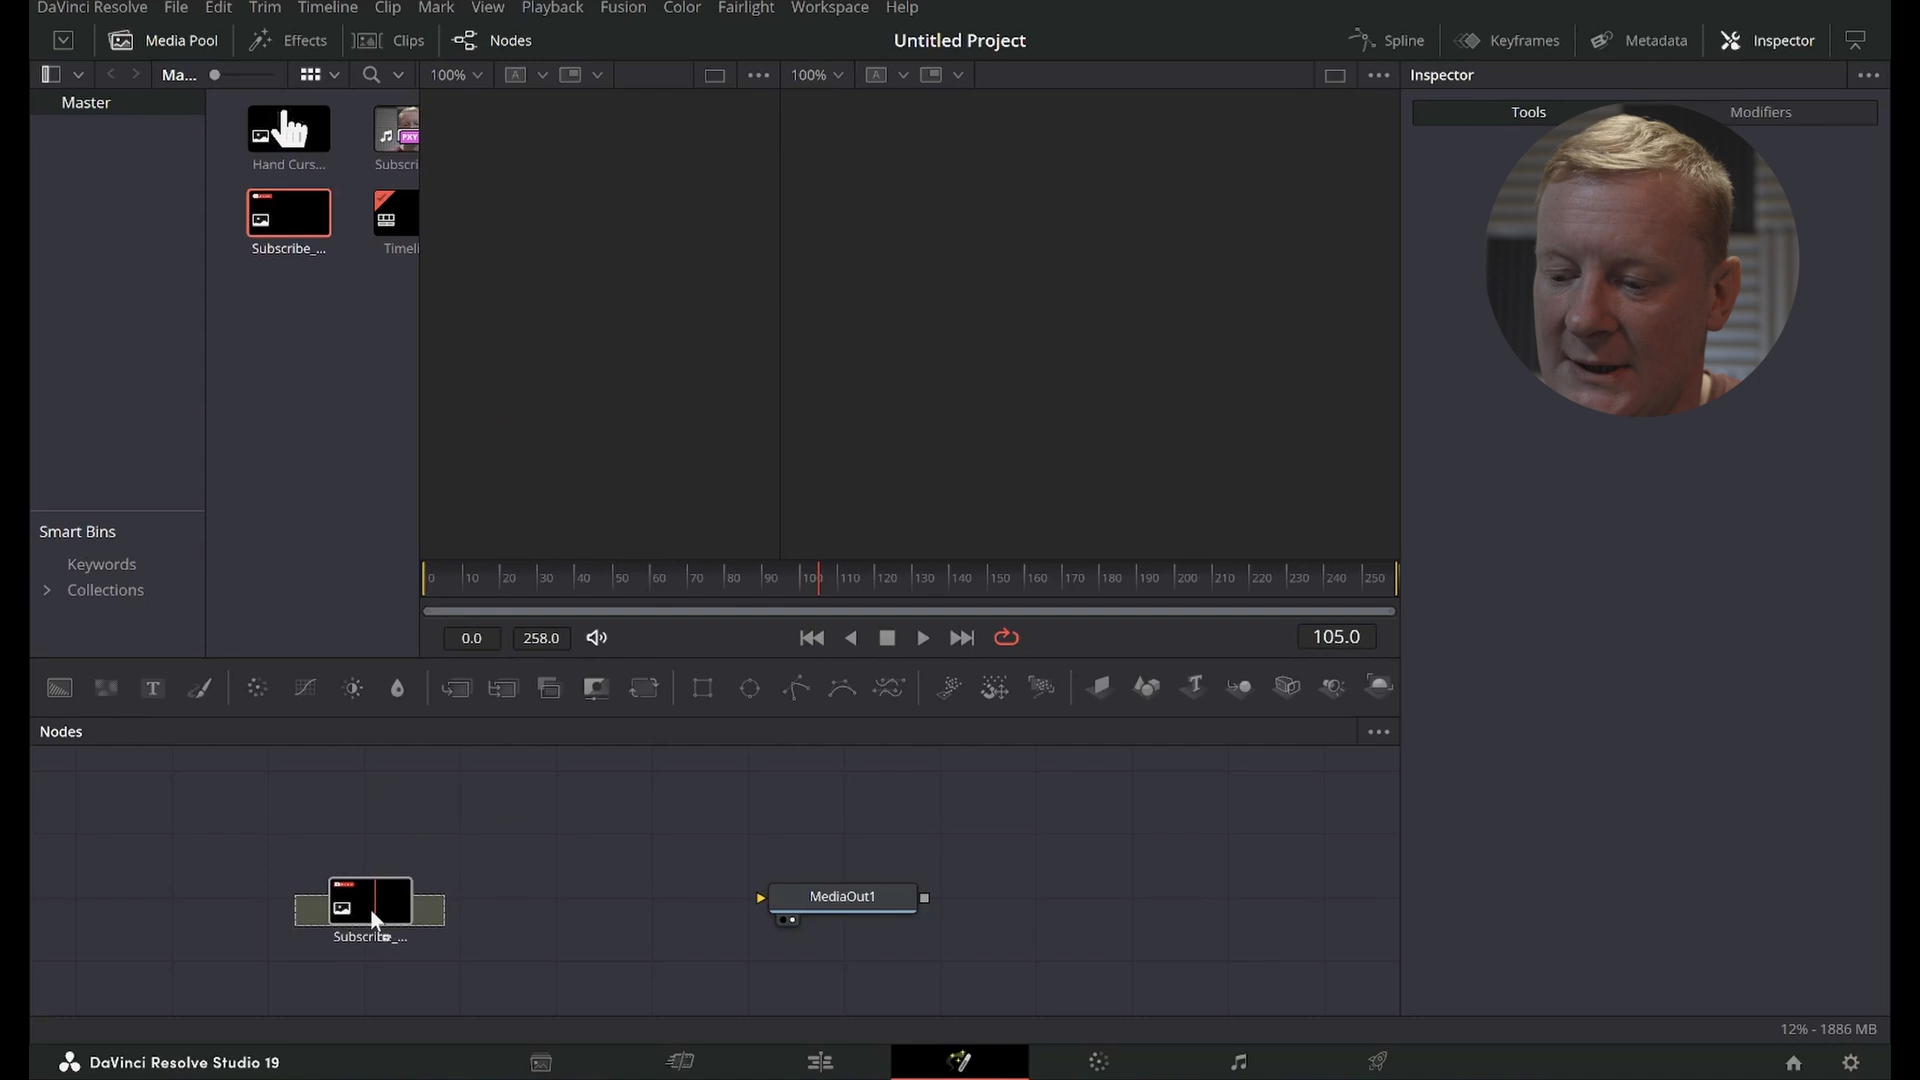 DaVinci Resolve File Edit Trim Timeline Clip Mark View Playback Fusion Color Fairlight Workspace Help
Media Pool Effects Clips Nodes Untitled Project Spline Keyframes Metadata Inspector
Ma... 100% A 100% A Inspector
Master
Tools Modifiers
PXY
Hand Curs... Subscri
Subscribe_... Timeli
Smart Bins
Keywords
Collections
0 10 20 30 40 50 60 70 80 90 100 110 120 130 140 150 160 170 180 190 200 210 220 230 240 250
0.0 258.0 105.0
T T
Nodes
MediaOut1
Subscribe_...
12% - 1886 MB
DaVinci Resolve Studio 19